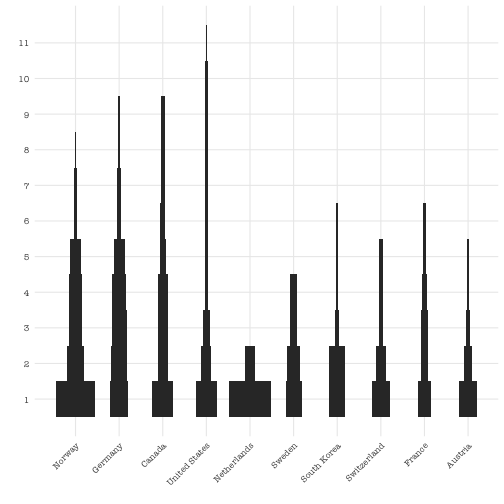 11
10
9
8
7
6
5
4
3
2
1
Norway
Germany
Canada
United States
Netherlands
Sweden
South Korea
Switzerland
France
Austria